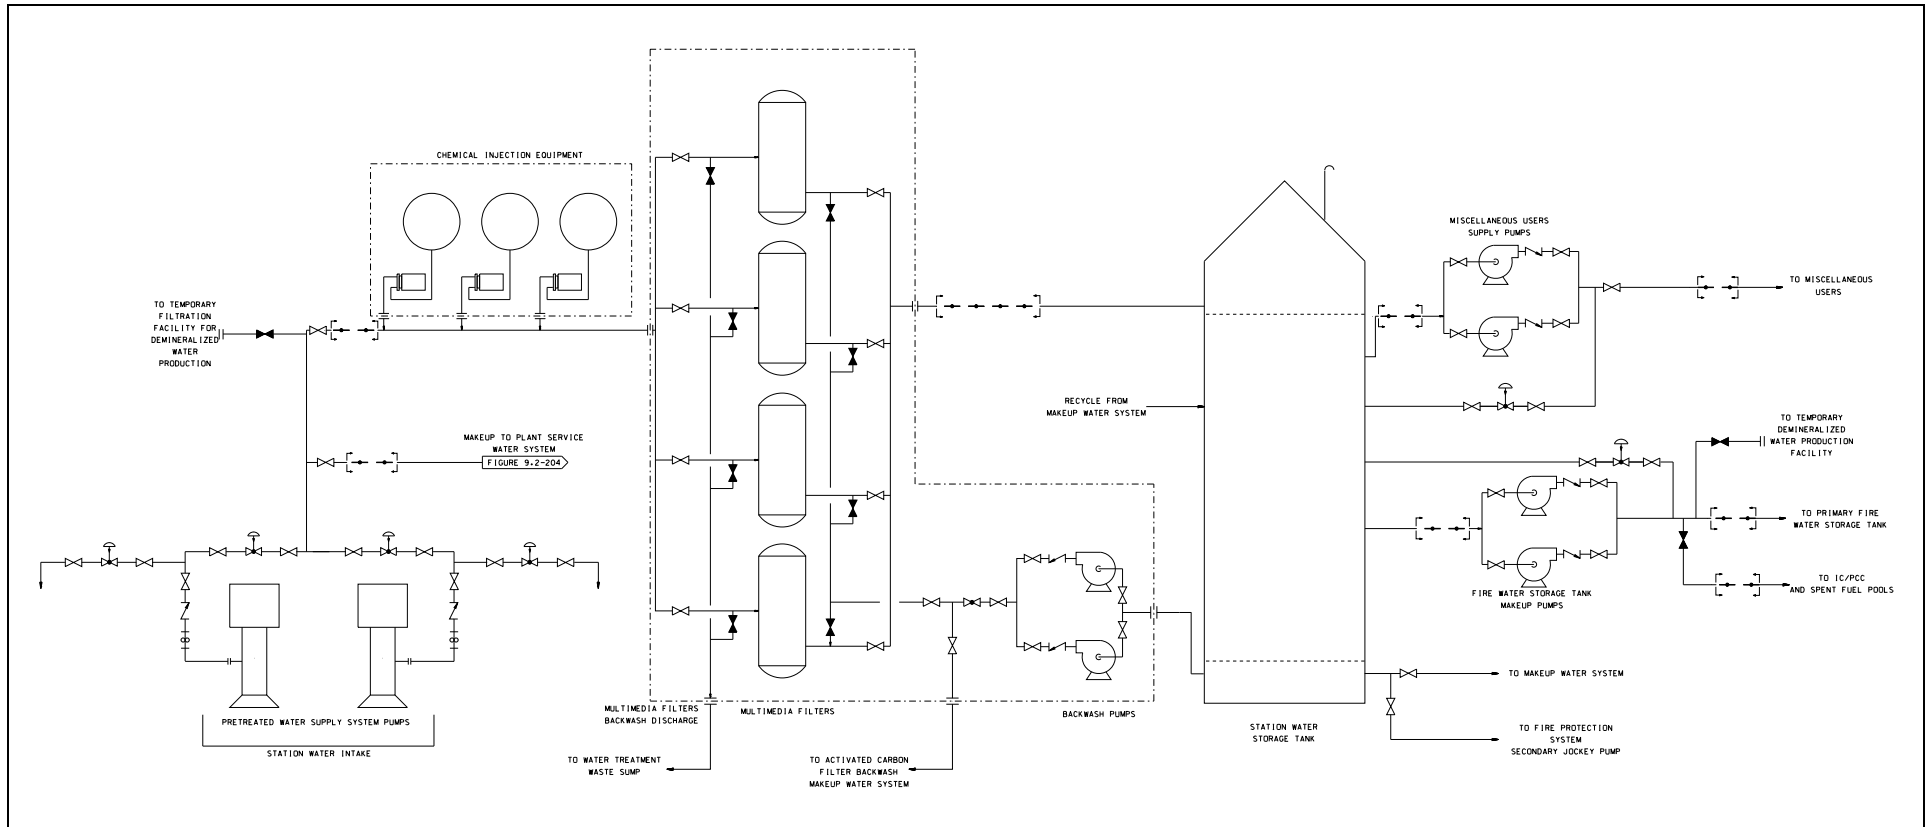 CHEMICAL INJECTION EQUIPMENT
TO TEMPORARY
FILTRATION
FACILITY FOR
DEMINERALIZED
WATER
PRODUCTION
MAKEUP TO PLANT SERVICE
WATER SYSTEM
FIGURE 9.2-204
PRETREATED WATER SUPPLY SYSTEM PUMPS
STATION WATER INTAKE
MULTIMEDIA FILTERS
BACKWASH DISCHARGE
MULTIMEDIA FILTERS
BACKWASH PUMPS
TO WATER TREATMENT
WASTE SUMP
TO ACTIVATED CARBON
FILTER BACKWASH
MAKEUP WATER SYSTEM
RECYCLE FROM
MAKEUP WATER SYSTEM
STATION WATER
STORAGE TANK
MISCELLANEOUS USERS
SUPPLY PUMPS
TO MISCELLANEOUS
USERS
TO TEMPORARY
DEMINERALIZED
WATER PRODUCTION
FACILITY
TO PRIMARY FIRE
WATER STORAGE TANK
TO IC/PCC
AND SPENT FUEL POOLS
FIRE WATER STORAGE TANK
MAKEUP PUMPS
TO MAKEUP WATER SYSTEM
TO FIRE PROTECTION
SYSTEM
SECONDARY JOCKEY PUMP